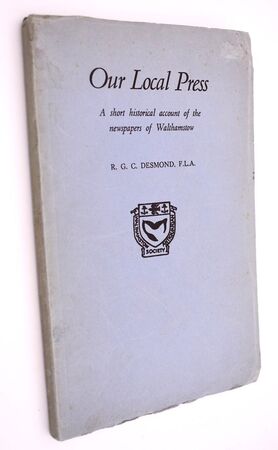 Our Local Press
A short historical account of the
newspapers of Walthamstow
R. G. C. DESMOND, F.L.A.
SOCIETY